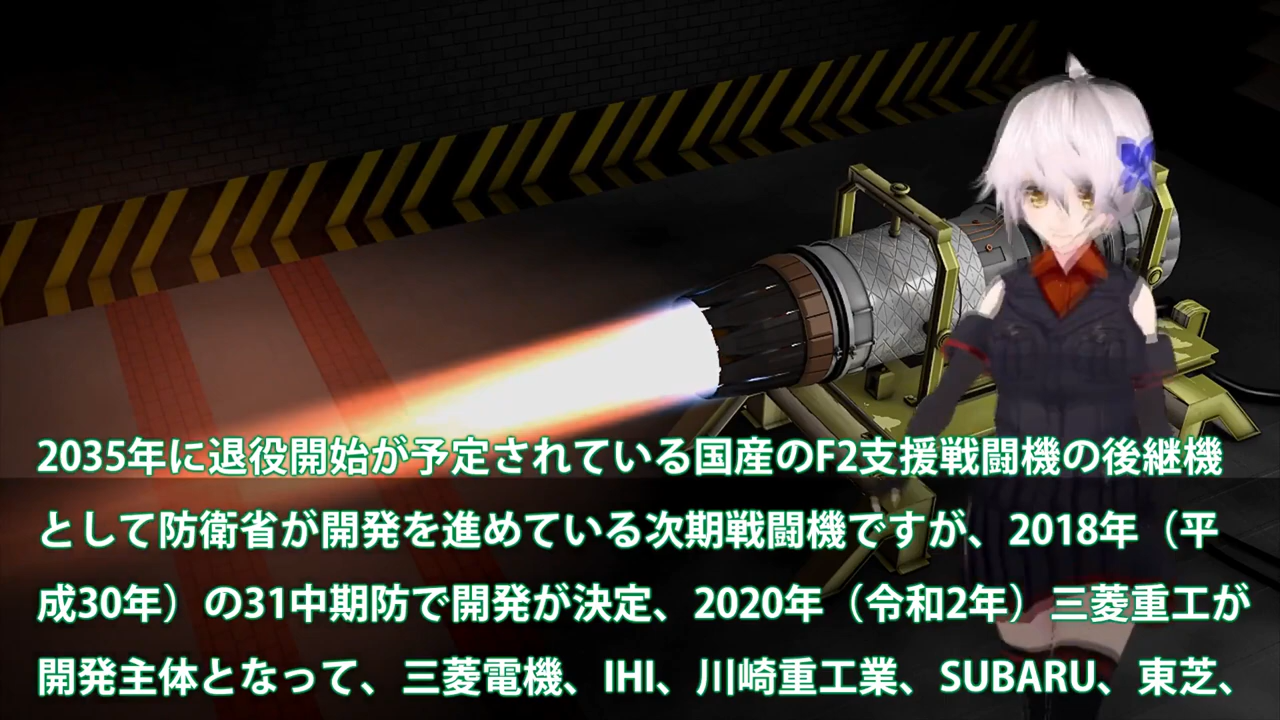 2035年に退役開始が予定されている国産のF2支援戦闘機の後継機
として防衛省が開発を進めている次期戦闘機ですが、2018年（平
成30年）の31中期防で開発が決定、2020年（令和2年）三菱重工が
開発主体となって、三菱電機、IHI、川崎重工業、SUBARU、東芝、